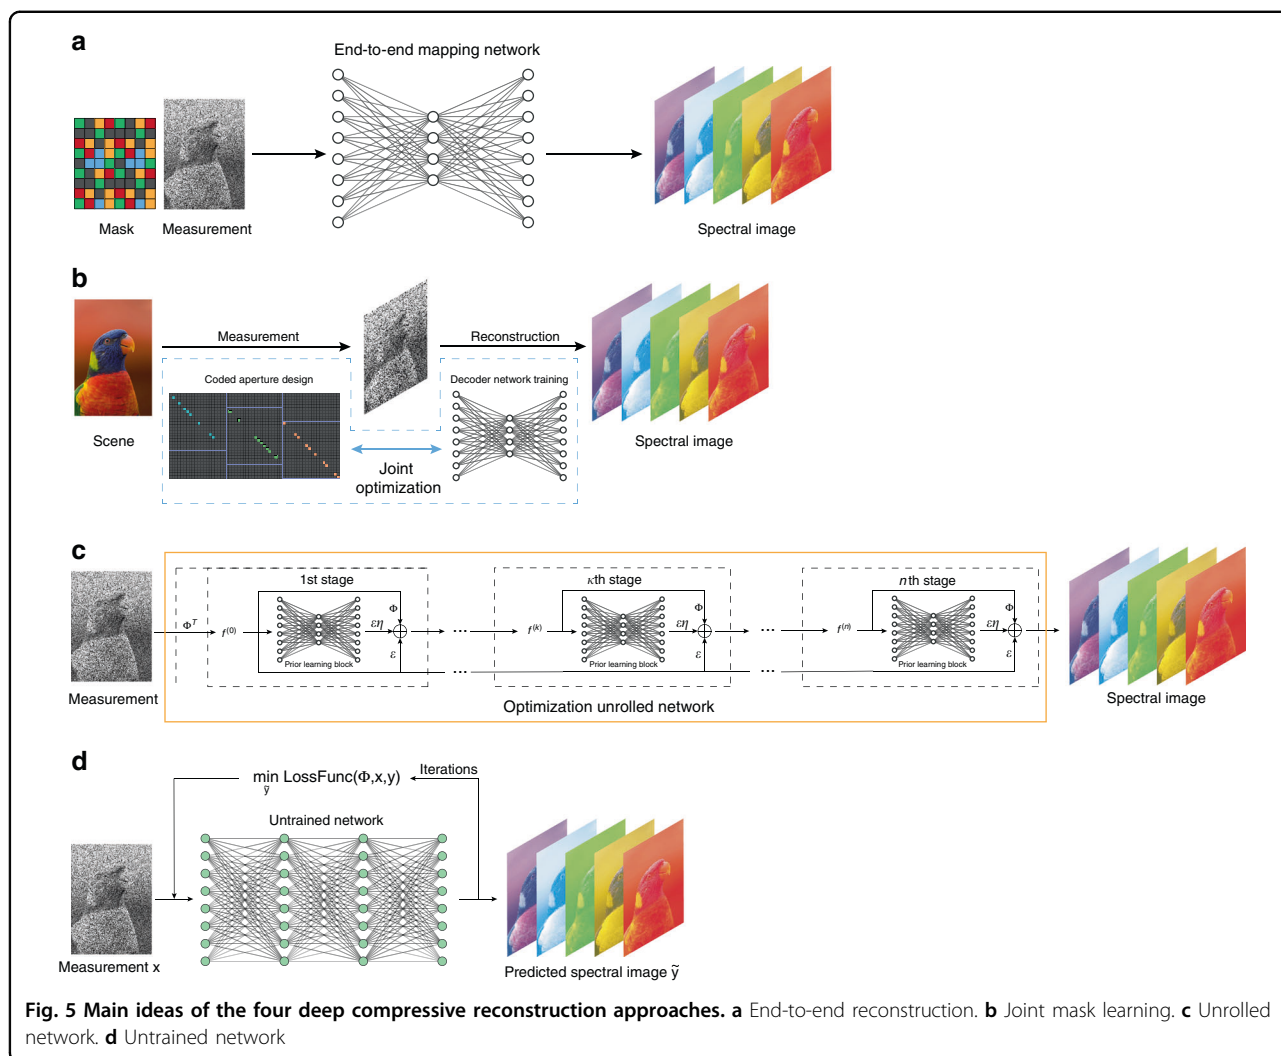 a
End-to-end mapping network
Mask
Measurement
Spectral image
b
Measurement
Reconstruction
Coded aperture design
Decoder network training
Scene
Joint
optimization
Spectral image
c
1st stage
κth stage
nth stage
Φᵀ
f⁽⁰⁾
εη
Φ
ε
Prior learning block
...
f⁽ᵏ⁾
εη
Φ
ε
Prior learning block
...
f⁽ⁿ⁾
εη
Φ
ε
Prior learning block
...
...
Measurement
Optimization unrolled network
Spectral image
d
min LossFunc(Φ,x,y)
ỹ
Iterations
Untrained network
Measurement x
Predicted spectral image ỹ
Fig. 5 Main ideas of the four deep compressive reconstruction approaches. a End-to-end reconstruction. b Joint mask learning. c Unrolled
network. d Untrained network